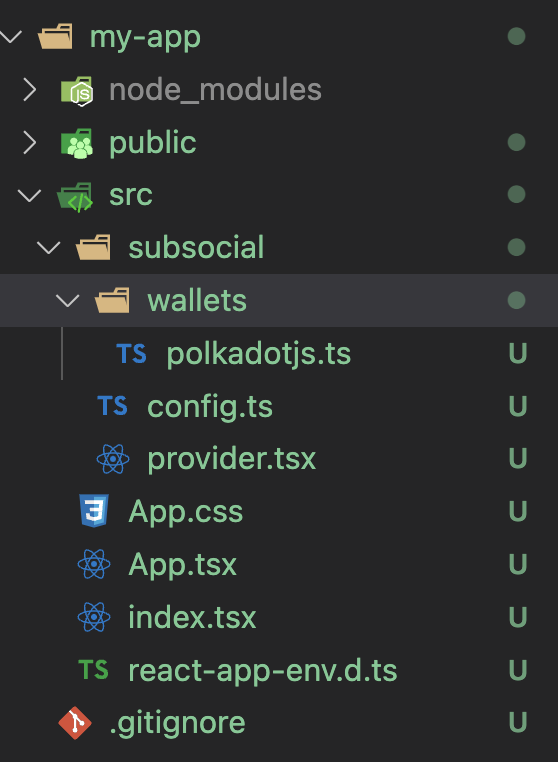 my-app
node_modules
public
src
subsocial
wallets
TS polkadotjs.ts U
TS config.ts U
provider.tsx U
App.css U
App.tsx U
index.tsx U
TS react-app-env.d.ts U
.gitignore U